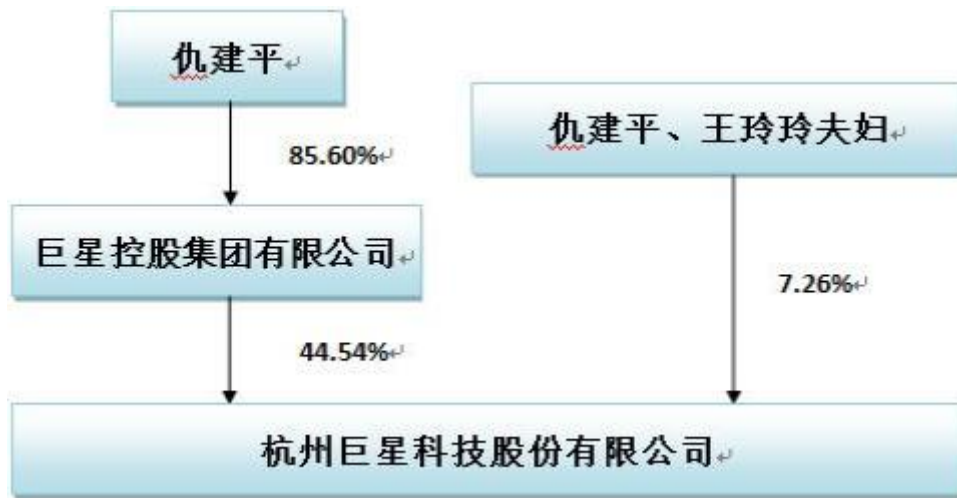 仇建平
仇建平、王玲玲夫妇
85.60%
巨星控股集团有限公司
7.26%
44.54%
杭州巨星科技股份有限公司